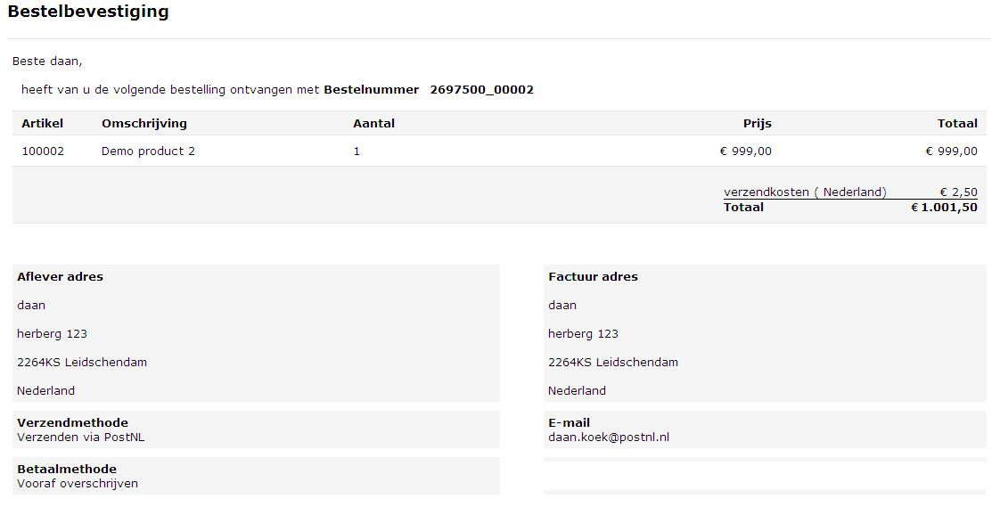 Bestelbevestiging
Beste daan,
heeft van u de volgende bestelling ontvangen met Bestelnummer 2697500_00002
Artikel Omschrijving Aantal Prijs Totaal
100002 Demo product 2 1 € 999,00 € 999,00
verzendkosten ( Nederland) € 2,50
Totaal € 1.001,50
Aflever adres
daan
herberg 123
2264KS Leidschendam
Nederland
Factuur adres
daan
herberg 123
2264KS Leidschendam
Nederland
Verzendmethode
Verzenden via PostNL
E-mail
daan.koek@postnl.nl
Betaalmethode
Vooraf overschrijven